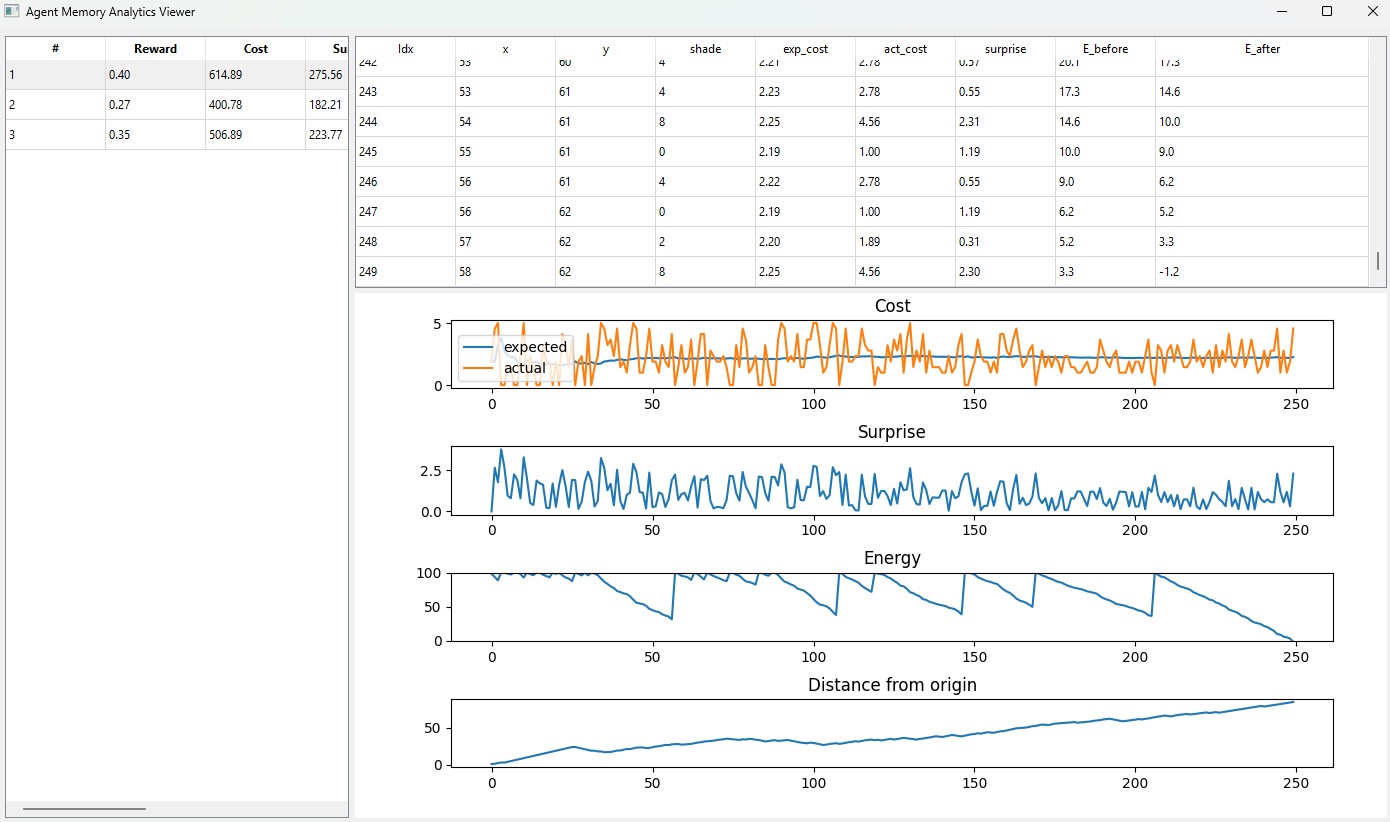 Agent Memory Analytics Viewer
# Reward Cost Su
1 0.40 614.89 275.56
2 0.27 400.78 182.21
3 0.35 506.89 223.77
Idx x y shade exp_cost act_cost surprise E_before E_after
242 53 60 4 2.21 2.78 0.57 20.1 17.3
243 53 61 4 2.23 2.78 0.55 17.3 14.6
244 54 61 8 2.25 4.56 2.31 14.6 10.0
245 55 61 0 2.19 1.00 1.19 10.0 9.0
246 56 61 4 2.22 2.78 0.55 9.0 6.2
247 56 62 0 2.19 1.00 1.19 6.2 5.2
248 57 62 2 2.20 1.89 0.31 5.2 3.3
249 58 62 8 2.25 4.56 2.30 3.3 -1.2
Cost
5
expected
actual
0
0 50 100 150 200 250
Surprise
2.5
0.0
0 50 100 150 200 250
Energy
100
50
0
0 50 100 150 200 250
Distance from origin
50
0
0 50 100 150 200 250